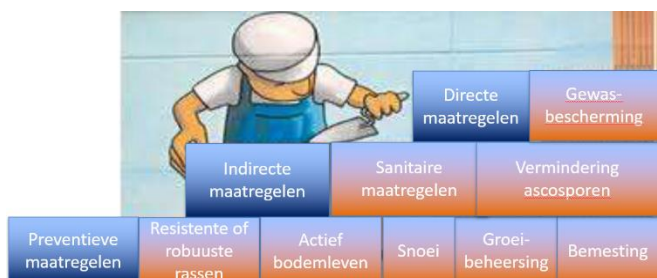 Directe
maatregelen
Gewas-
bescherming
Indirecte
maatregelen
Sanitaire
maatregelen
Vermindering
ascosporen
Preventieve
maatregelen
Resistente of
robuuste
rassen
Actief
bodemleven
Snoei
Groei-
beheersing
Bemesting